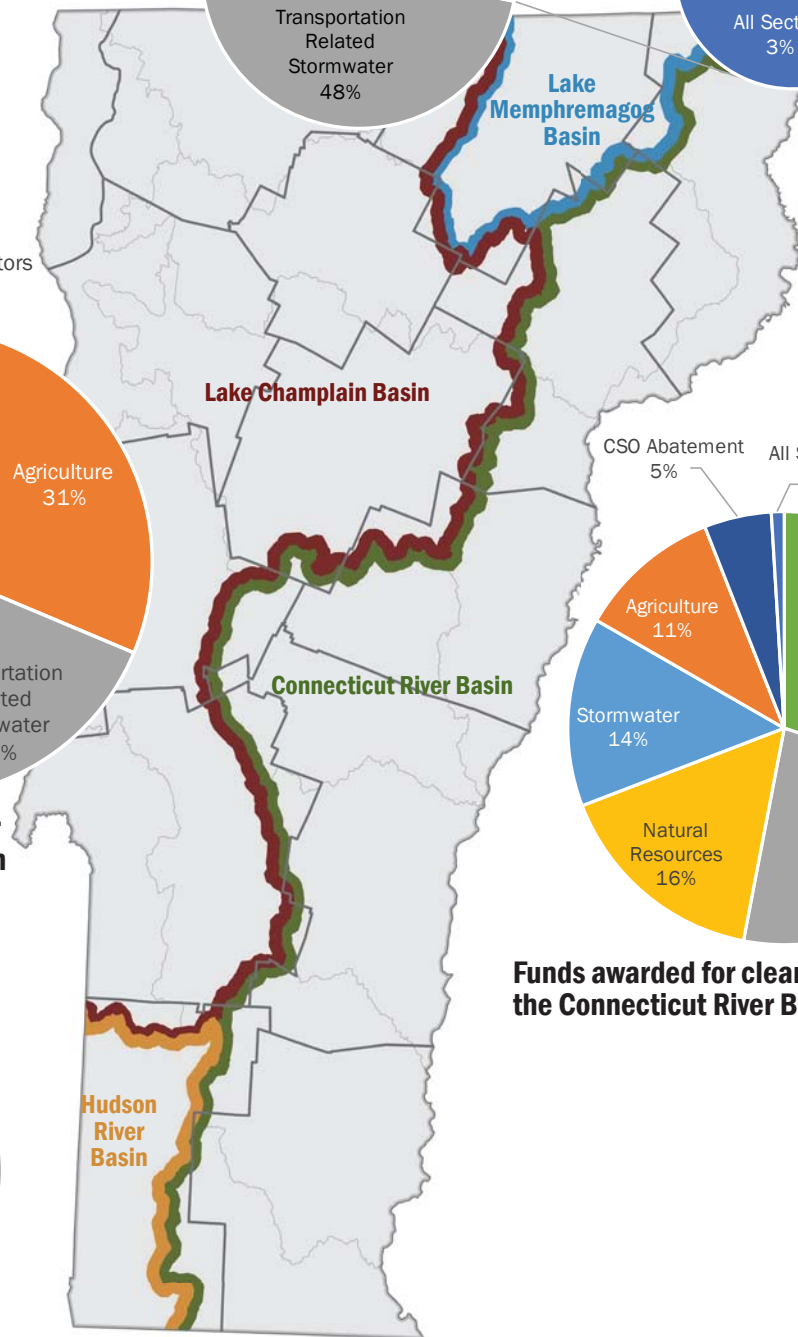 Transportation
Related
Stormwater
48%
All Sect
3%
Lake
Memphremagog
Basin
tors
Lake Champlain Basin
Agriculture
31%
CSO Abatement
5%
All S
Agriculture
11%
rtation
ted
water
%
Connecticut River Basin
Stormwater
14%
Natural
Resources
16%
Funds awarded for clean
the Connecticut River B
Hudson
River
Basin